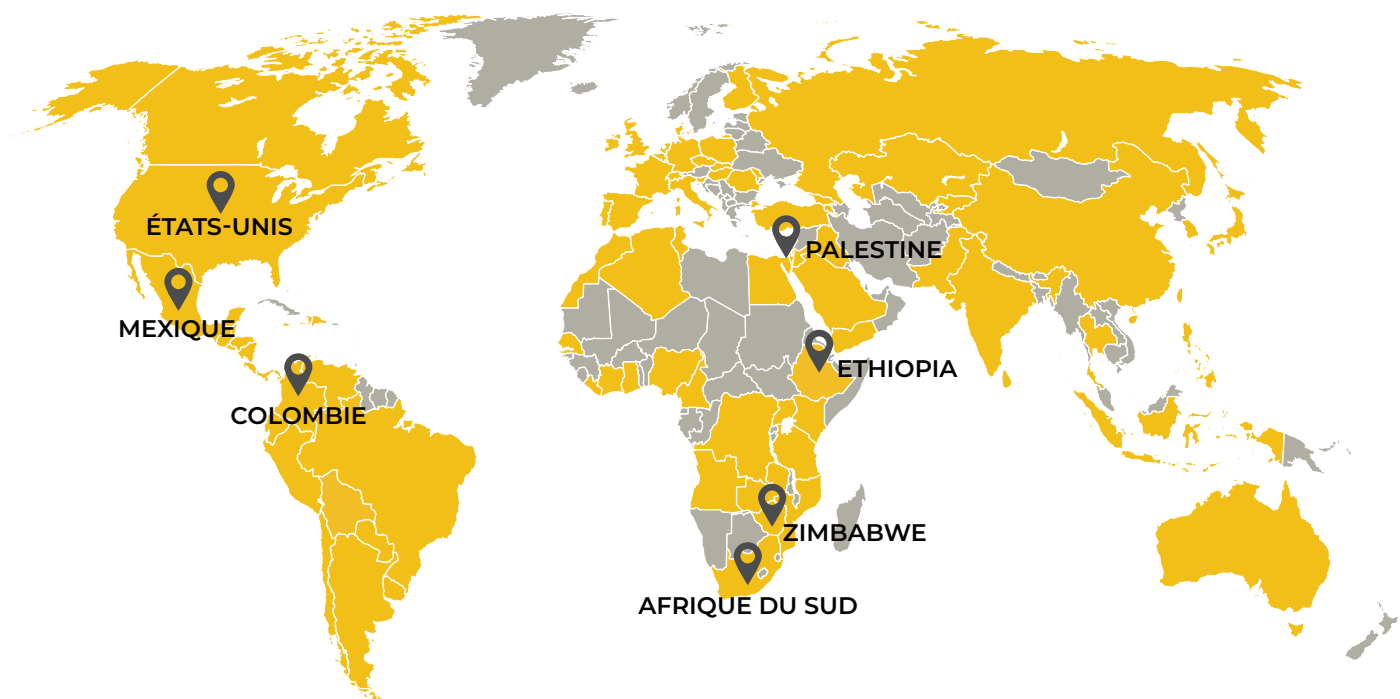 ÉTATS-UNIS
PALESTINE
MEXIQUE
ETHIOPIA
COLOMBIE
ZIMBABWE
AFRIQUE DU SUD